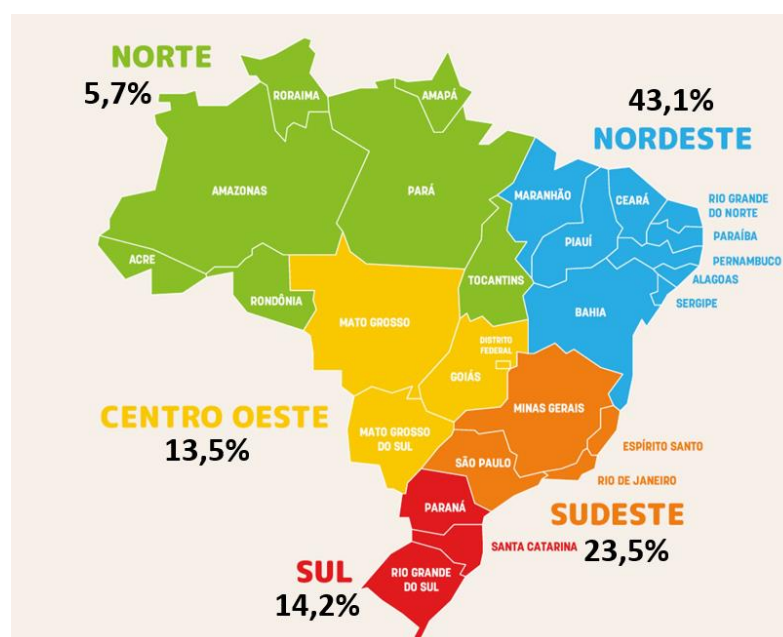 NORTE
5,7%
RORAIMA
AMAPÁ
43,1%
NORDESTE
AMAZONAS
PARÁ
MARANHÃO
CEARÁ
RIO GRANDE
DO NORTE
PIAUÍ
PARAÍBA
PERNAMBUCO
ALAGOAS
SERGIPE
ACRE
RONDÔNIA
TOCANTINS
BAHIA
MATO GROSSO
DISTRITO
FEDERAL
GOIÁS
CENTRO OESTE
13,5%
MATO GROSSO
DO SUL
MINAS GERAIS
ESPÍRITO SANTO
SÃO PAULO
RIO DE JANEIRO
PARANÁ
SUDESTE
23,5%
SANTA CATARINA
SUL
14,2%
RIO GRANDE
DO SUL